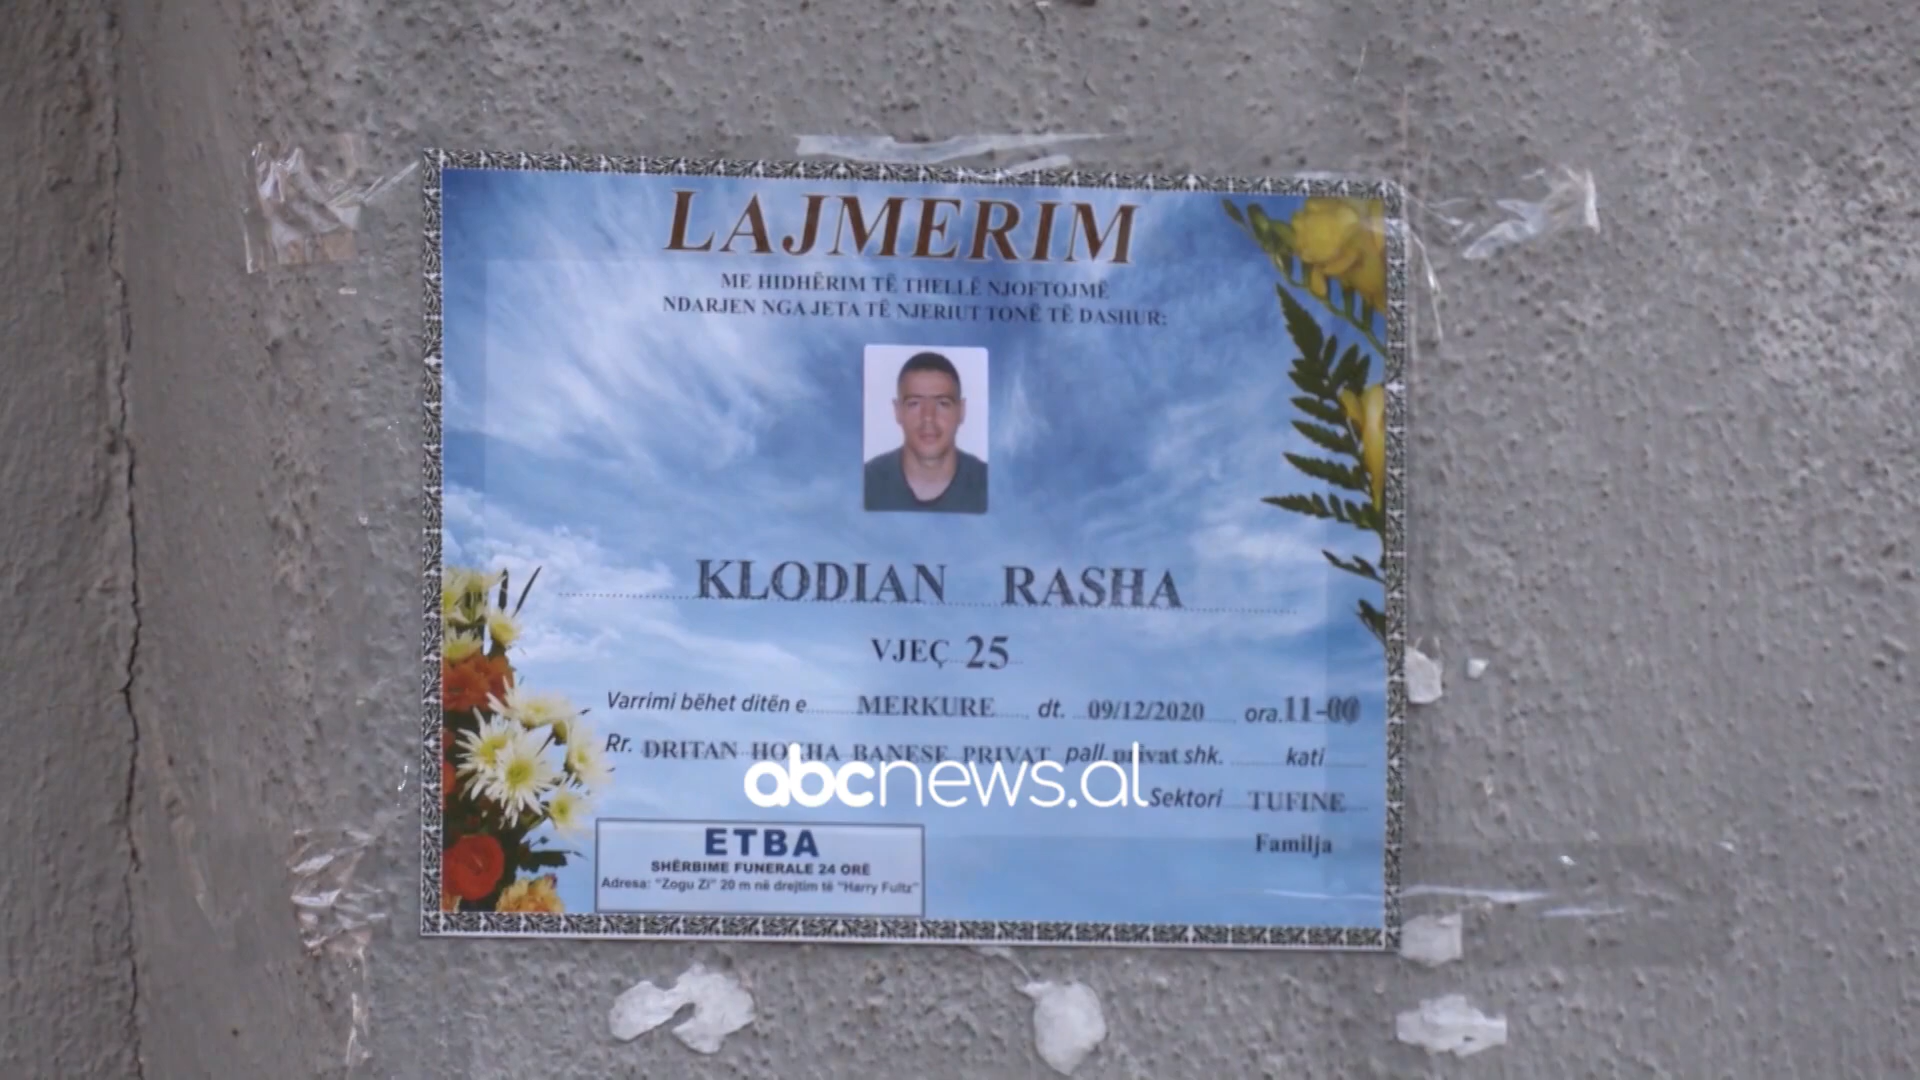 LAJMERIM
ME HIDHËRIM TË THELLË NJOFTOJMË
NDARJEN NGA JETA TË NJERIUT TONË TË DASHUR:
KLODIAN RASHA
VJEÇ 25
Varrimi bëhet ditën e MERKURE dt. 09/12/2020 ora. 11-00
Rr. DRITAN HOXHA BANESE PRIVAT pall. privat shk. kati
abcnews.al
Sektori TUFINE
Familja
ETBA
SHËRBIME FUNERALE 24 ORË
Adresa: "Zogu Zi" 20 m në drejtim të "Harry Fultz"